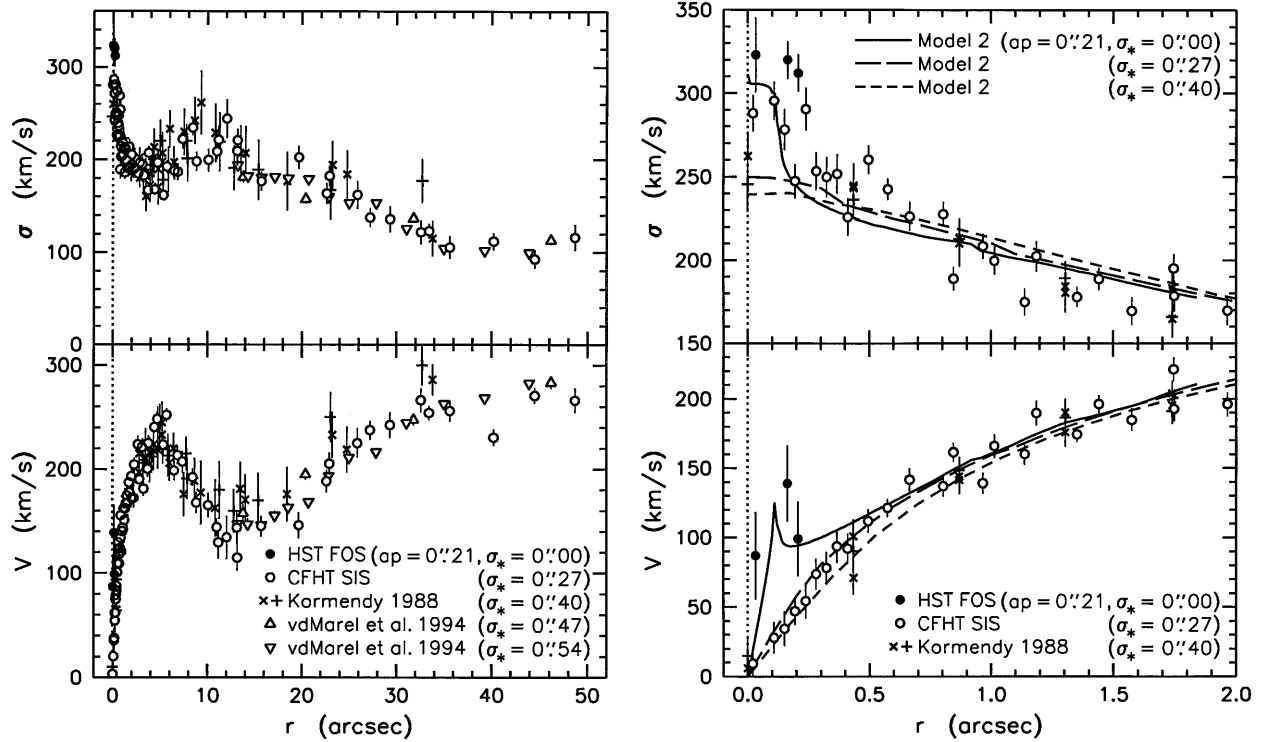 300
200
100
0
σ (km/s)
300
200
100
0
V (km/s)
HST FOS (ap = 0".21, σ* = 0".00)
CFHT SIS (σ* = 0".27)
Kormendy 1988 (σ* = 0".40)
vdMarel et al. 1994 (σ* = 0".47)
vdMarel et al. 1994 (σ* = 0".54)
0 10 20 30 40 50
r (arcsec)
350
300
250
200
150
σ (km/s)
Model 2 (ap = 0".21, σ* = 0".00)
Model 2 (σ* = 0".27)
Model 2 (σ* = 0".40)
200
150
100
50
0
V (km/s)
HST FOS (ap = 0".21, σ* = 0".00)
CFHT SIS (σ* = 0".27)
Kormendy 1988 (σ* = 0".40)
0.0 0.5 1.0 1.5 2.0
r (arcsec)